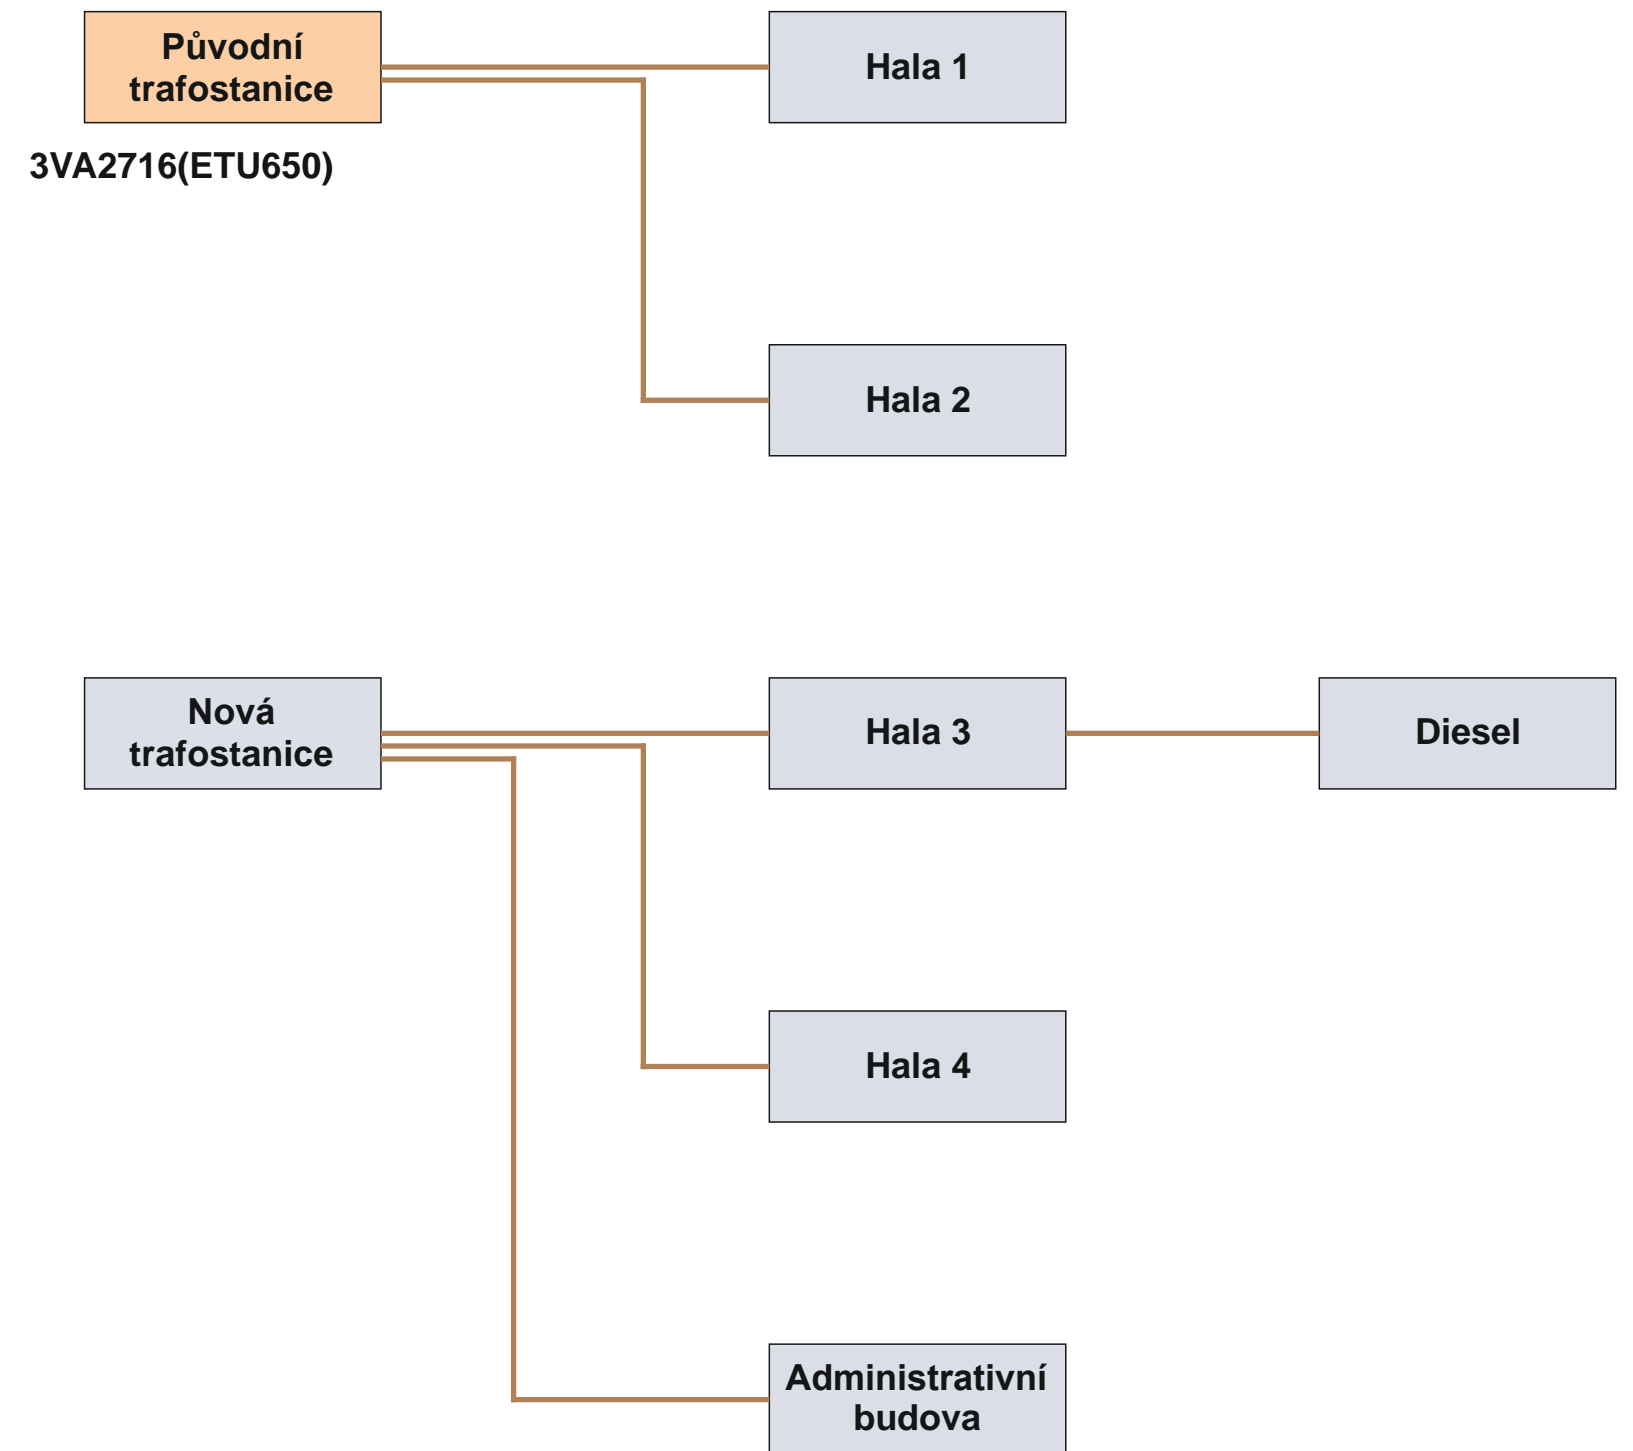 Původní
trafostanice
Hala 1
3VA2716(ETU650)
Hala 2
Nová
trafostanice
Hala 3
Diesel
Hala 4
Administrativní
budova